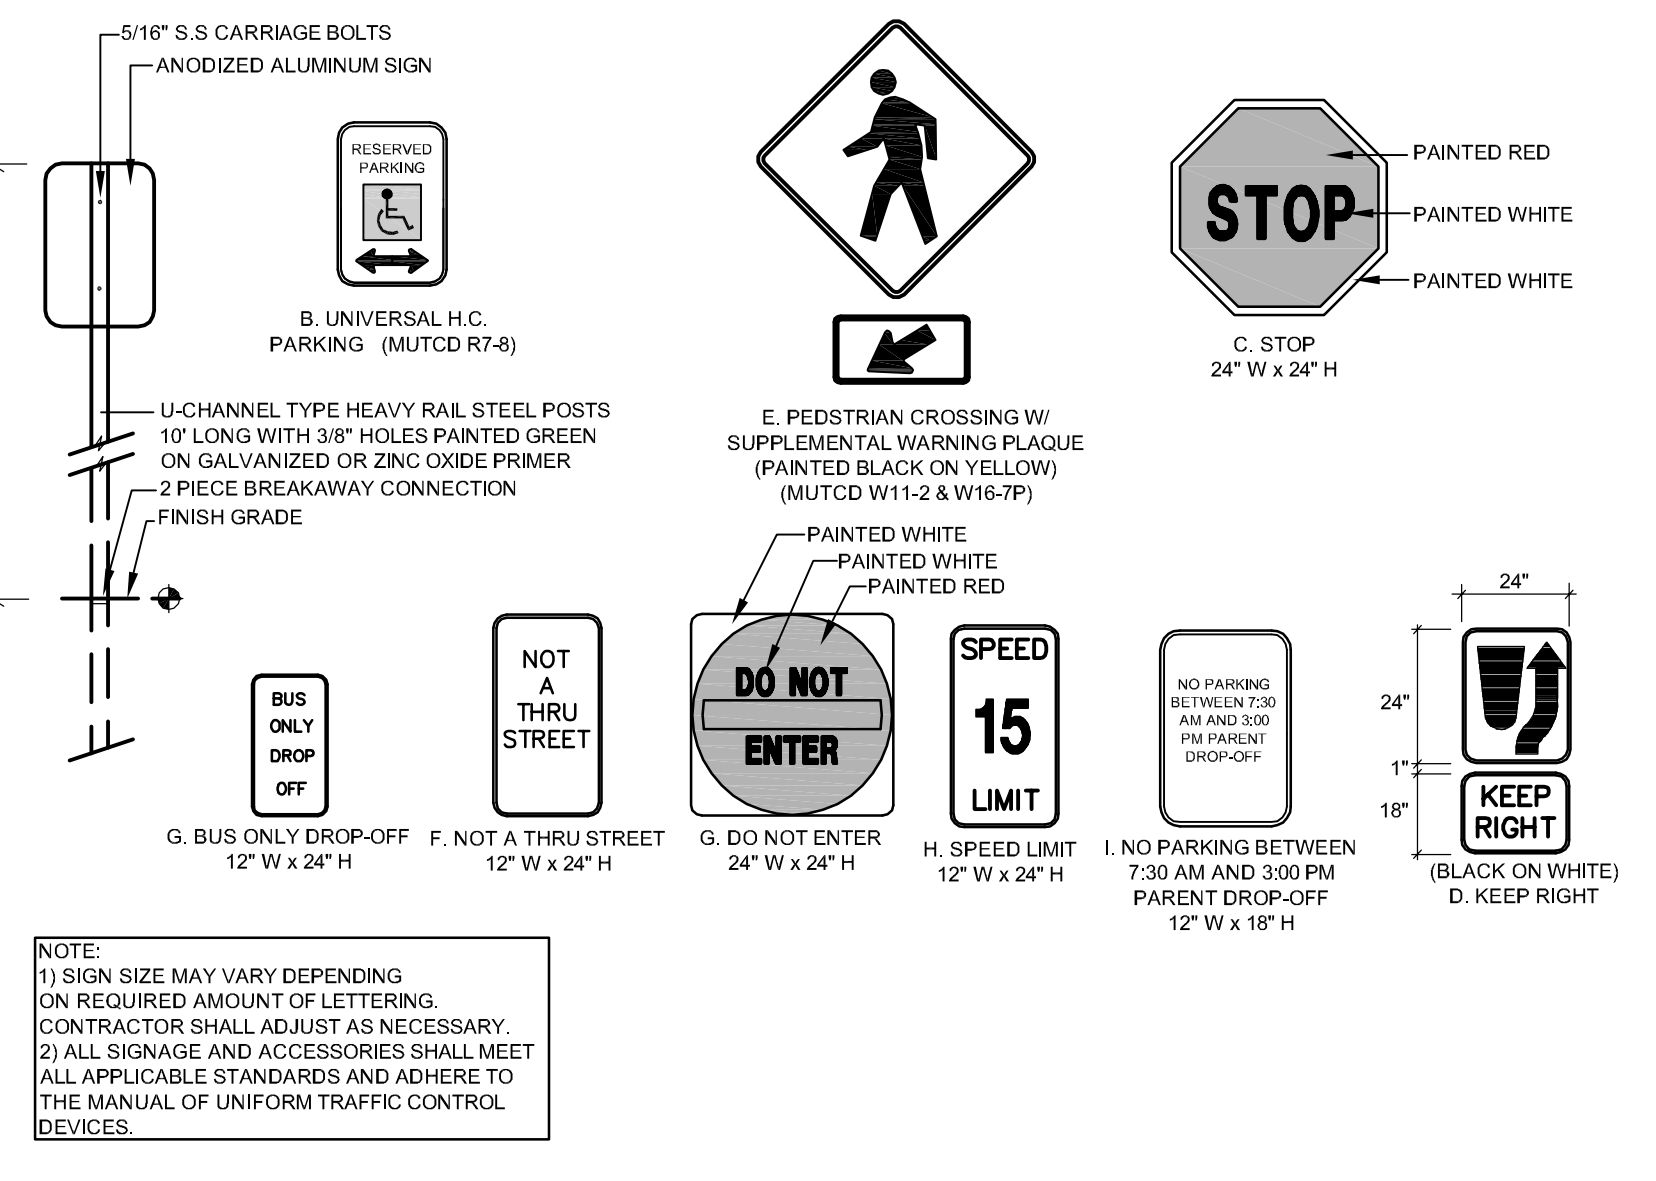 5/16" S.S CARRIAGE BOLTS
ANODIZED ALUMINUM SIGN
RESERVED
PARKING
B. UNIVERSAL H.C.
PARKING (MUTCD R7-8)
U-CHANNEL TYPE HEAVY RAIL STEEL POSTS
10' LONG WITH 3/8" HOLES PAINTED GREEN
ON GALVANIZED OR ZINC OXIDE PRIMER
2 PIECE BREAKAWAY CONNECTION
FINISH GRADE
E. PEDSTRIAN CROSSING W/
SUPPLEMENTAL WARNING PLAQUE
(PAINTED BLACK ON YELLOW)
(MUTCD W11-2 & W16-7P)
STOP
PAINTED RED
PAINTED WHITE
PAINTED WHITE
C. STOP
24" W x 24" H
BUS
ONLY
DROP
OFF
G. BUS ONLY DROP-OFF
12" W x 24" H
NOT
A
THRU
STREET
F. NOT A THRU STREET
12" W x 24" H
PAINTED WHITE
PAINTED WHITE
PAINTED RED
DO NOT
ENTER
G. DO NOT ENTER
24" W x 24" H
SPEED
15
LIMIT
H. SPEED LIMIT
12" W x 24" H
NO PARKING
BETWEEN 7:30
AM AND 3:00
PM PARENT
DROP-OFF
I. NO PARKING BETWEEN
7:30 AM AND 3:00 PM
PARENT DROP-OFF
12" W x 18" H
24"
24"
1"
18"
KEEP
RIGHT
(BLACK ON WHITE)
D. KEEP RIGHT
NOTE:
1) SIGN SIZE MAY VARY DEPENDING
ON REQUIRED AMOUNT OF LETTERING.
CONTRACTOR SHALL ADJUST AS NECESSARY.
2) ALL SIGNAGE AND ACCESSORIES SHALL MEET
ALL APPLICABLE STANDARDS AND ADHERE TO
THE MANUAL OF UNIFORM TRAFFIC CONTROL
DEVICES.